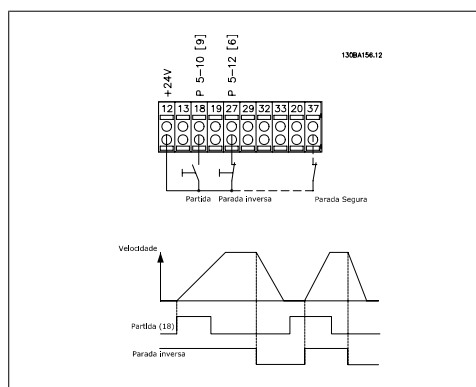 P 5-10 [9]
P 5-12 [6]
+24V
130BA156.12
12 13 18 19 27 29 32 33 20 37
Partida Parada inversa Parada Segura
Velocidade
Partida (18)
Parada inversa